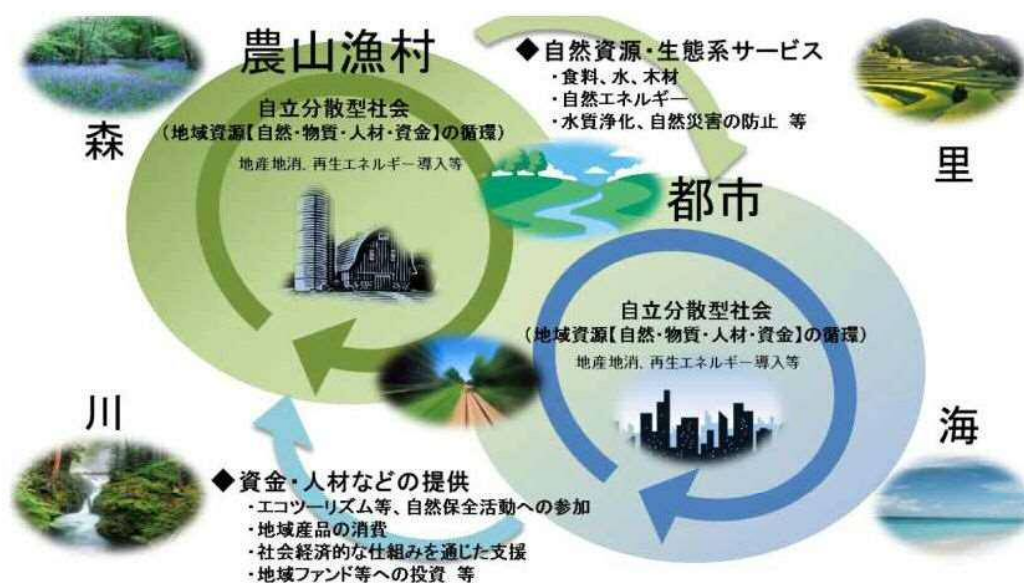 農山漁村
◆自然資源・生態系サービス
・食料、水、木材
・自然エネルギー
・水質浄化、自然災害の防止 等
森
里
自立分散型社会
（地域資源【自然・物質・人材・資金】の循環）
地産地消、再生エネルギー導入等
都市
自立分散型社会
（地域資源【自然・物質・人材・資金】の循環）
地産地消、再生エネルギー導入等
川
海
◆資金・人材などの提供
・エコツーリズム等、自然保全活動への参加
・地域産品の消費
・社会経済的な仕組みを通じた支援
・地域ファンド等への投資 等